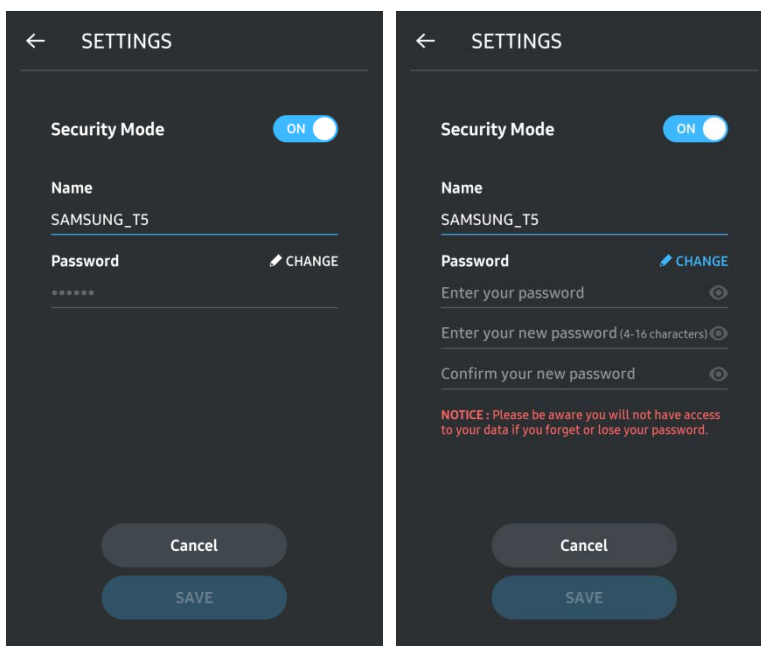 ← SETTINGS
Security Mode ON
Name
SAMSUNG_T5
Password CHANGE
••••••
Cancel
SAVE
← SETTINGS
Security Mode ON
Name
SAMSUNG_T5
Password CHANGE
Enter your password
Enter your new password (4-16 characters)
Confirm your new password
NOTICE : Please be aware you will not have access
to your data if you forget or lose your password.
Cancel
SAVE